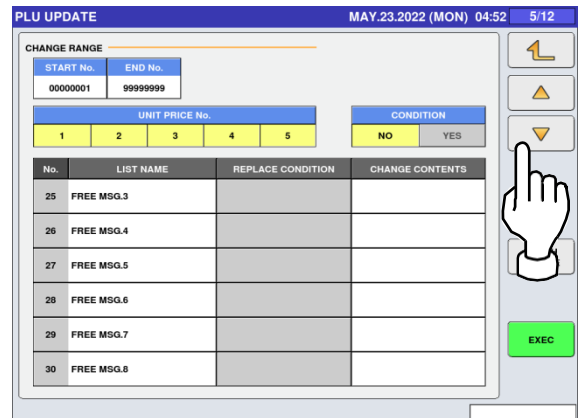 PLU UPDATE MAY.23.2022 (MON) 04:52 5/12
CHANGE RANGE
START No. END No.
00000001 99999999
UNIT PRICE No. CONDITION
1 2 3 4 5 NO YES
No. LIST NAME REPLACE CONDITION CHANGE CONTENTS
25 FREE MSG.3
26 FREE MSG.4
27 FREE MSG.5
28 FREE MSG.6
29 FREE MSG.7
30 FREE MSG.8
EXEC